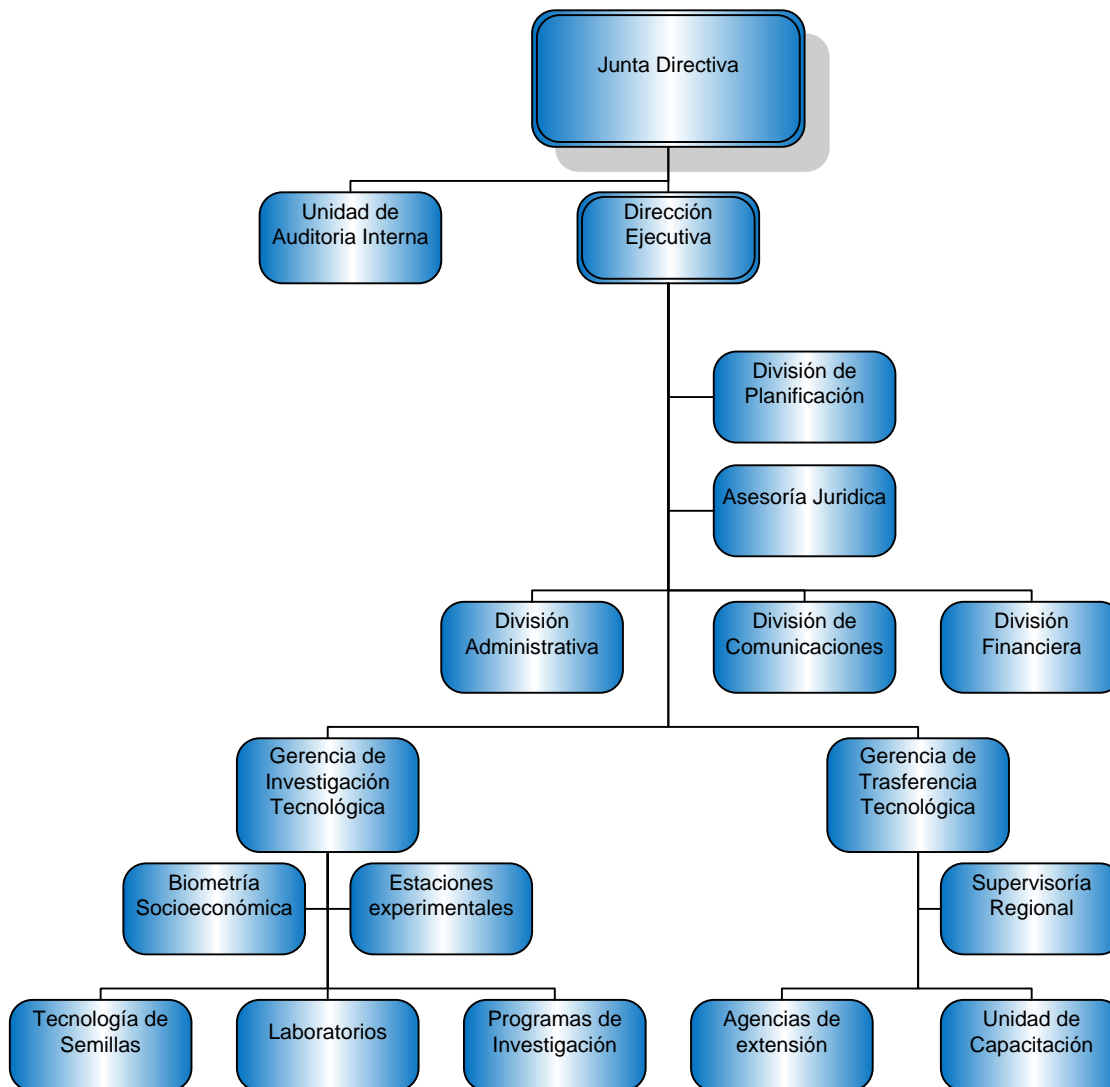 Junta Directiva
Unidad de
Auditoria Interna
Dirección
Ejecutiva
División de
Planificación
Asesoría Juridica
División
Administrativa
División de
Comunicaciones
División
Financiera
Gerencia de
Investigación
Tecnológica
Gerencia de
Trasferencia
Tecnológica
Biometría
Socioeconómica
Estaciones
experimentales
Supervisoría
Regional
Tecnología de
Semillas
Laboratorios
Programas de
Investigación
Agencias de
extensión
Unidad de
Capacitación